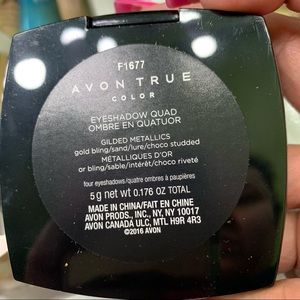 F1677
AVON TRUE
COLOR
EYESHADOW QUAD
OMBRE EN QUATUOR
GILDED METALLICS
gold bling/sand/lure/choco studded
MÉTALLIQUES D'OR
or bling/sable/intérêt/choco riveté
four eyeshadows/quatre ombres à paupières
5 g net wt 0.176 OZ TOTAL
MADE IN CHINA/FAIT EN CHINE
AVON PRODS., INC., NY, NY 10017
AVON CANADA ULC, MTL H9R 4R3
©2016 AVON